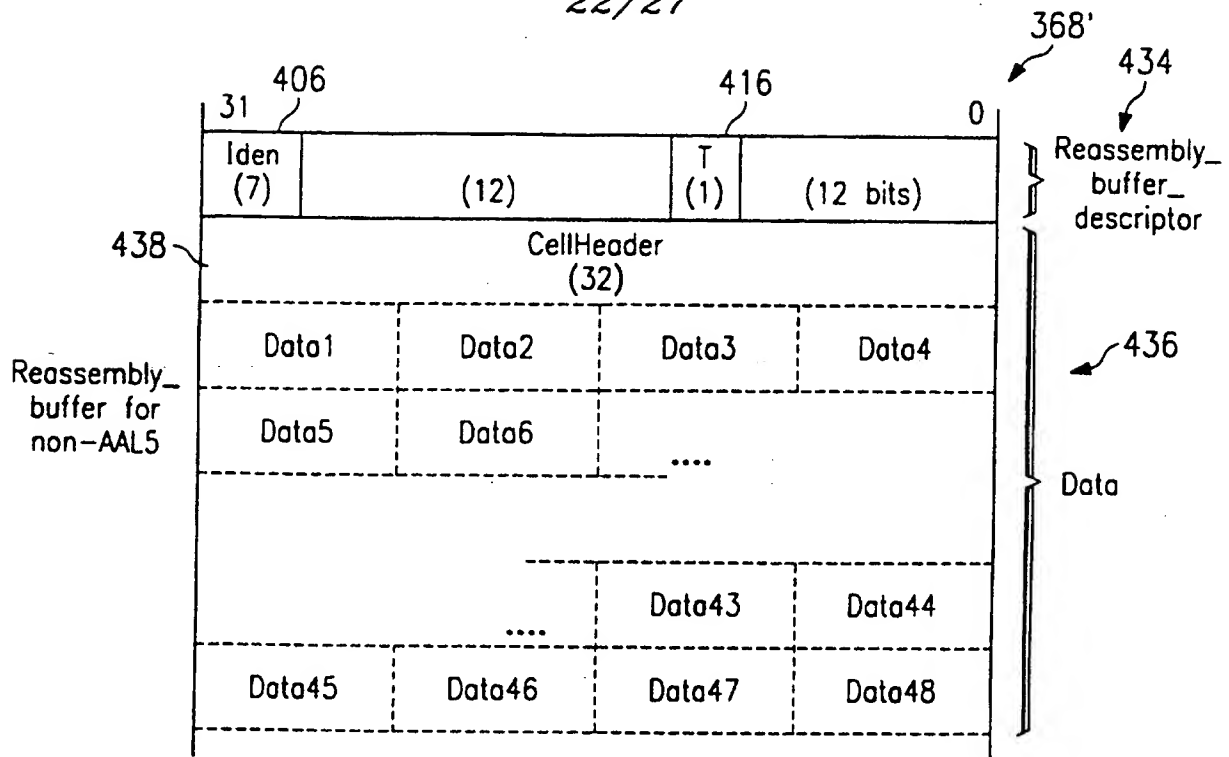 22/27
368'
434
406
416
31
0
Iden
(7)
(12)
T
(1)
(12 bits)
Reassembly_
buffer_
descriptor
438
CellHeader
(32)
Data1 Data2 Data3 Data4
436
Reassembly_
buffer for
non-AAL5
Data5 Data6
....
Data
Data43 Data44
....
Data45 Data46 Data47 Data48